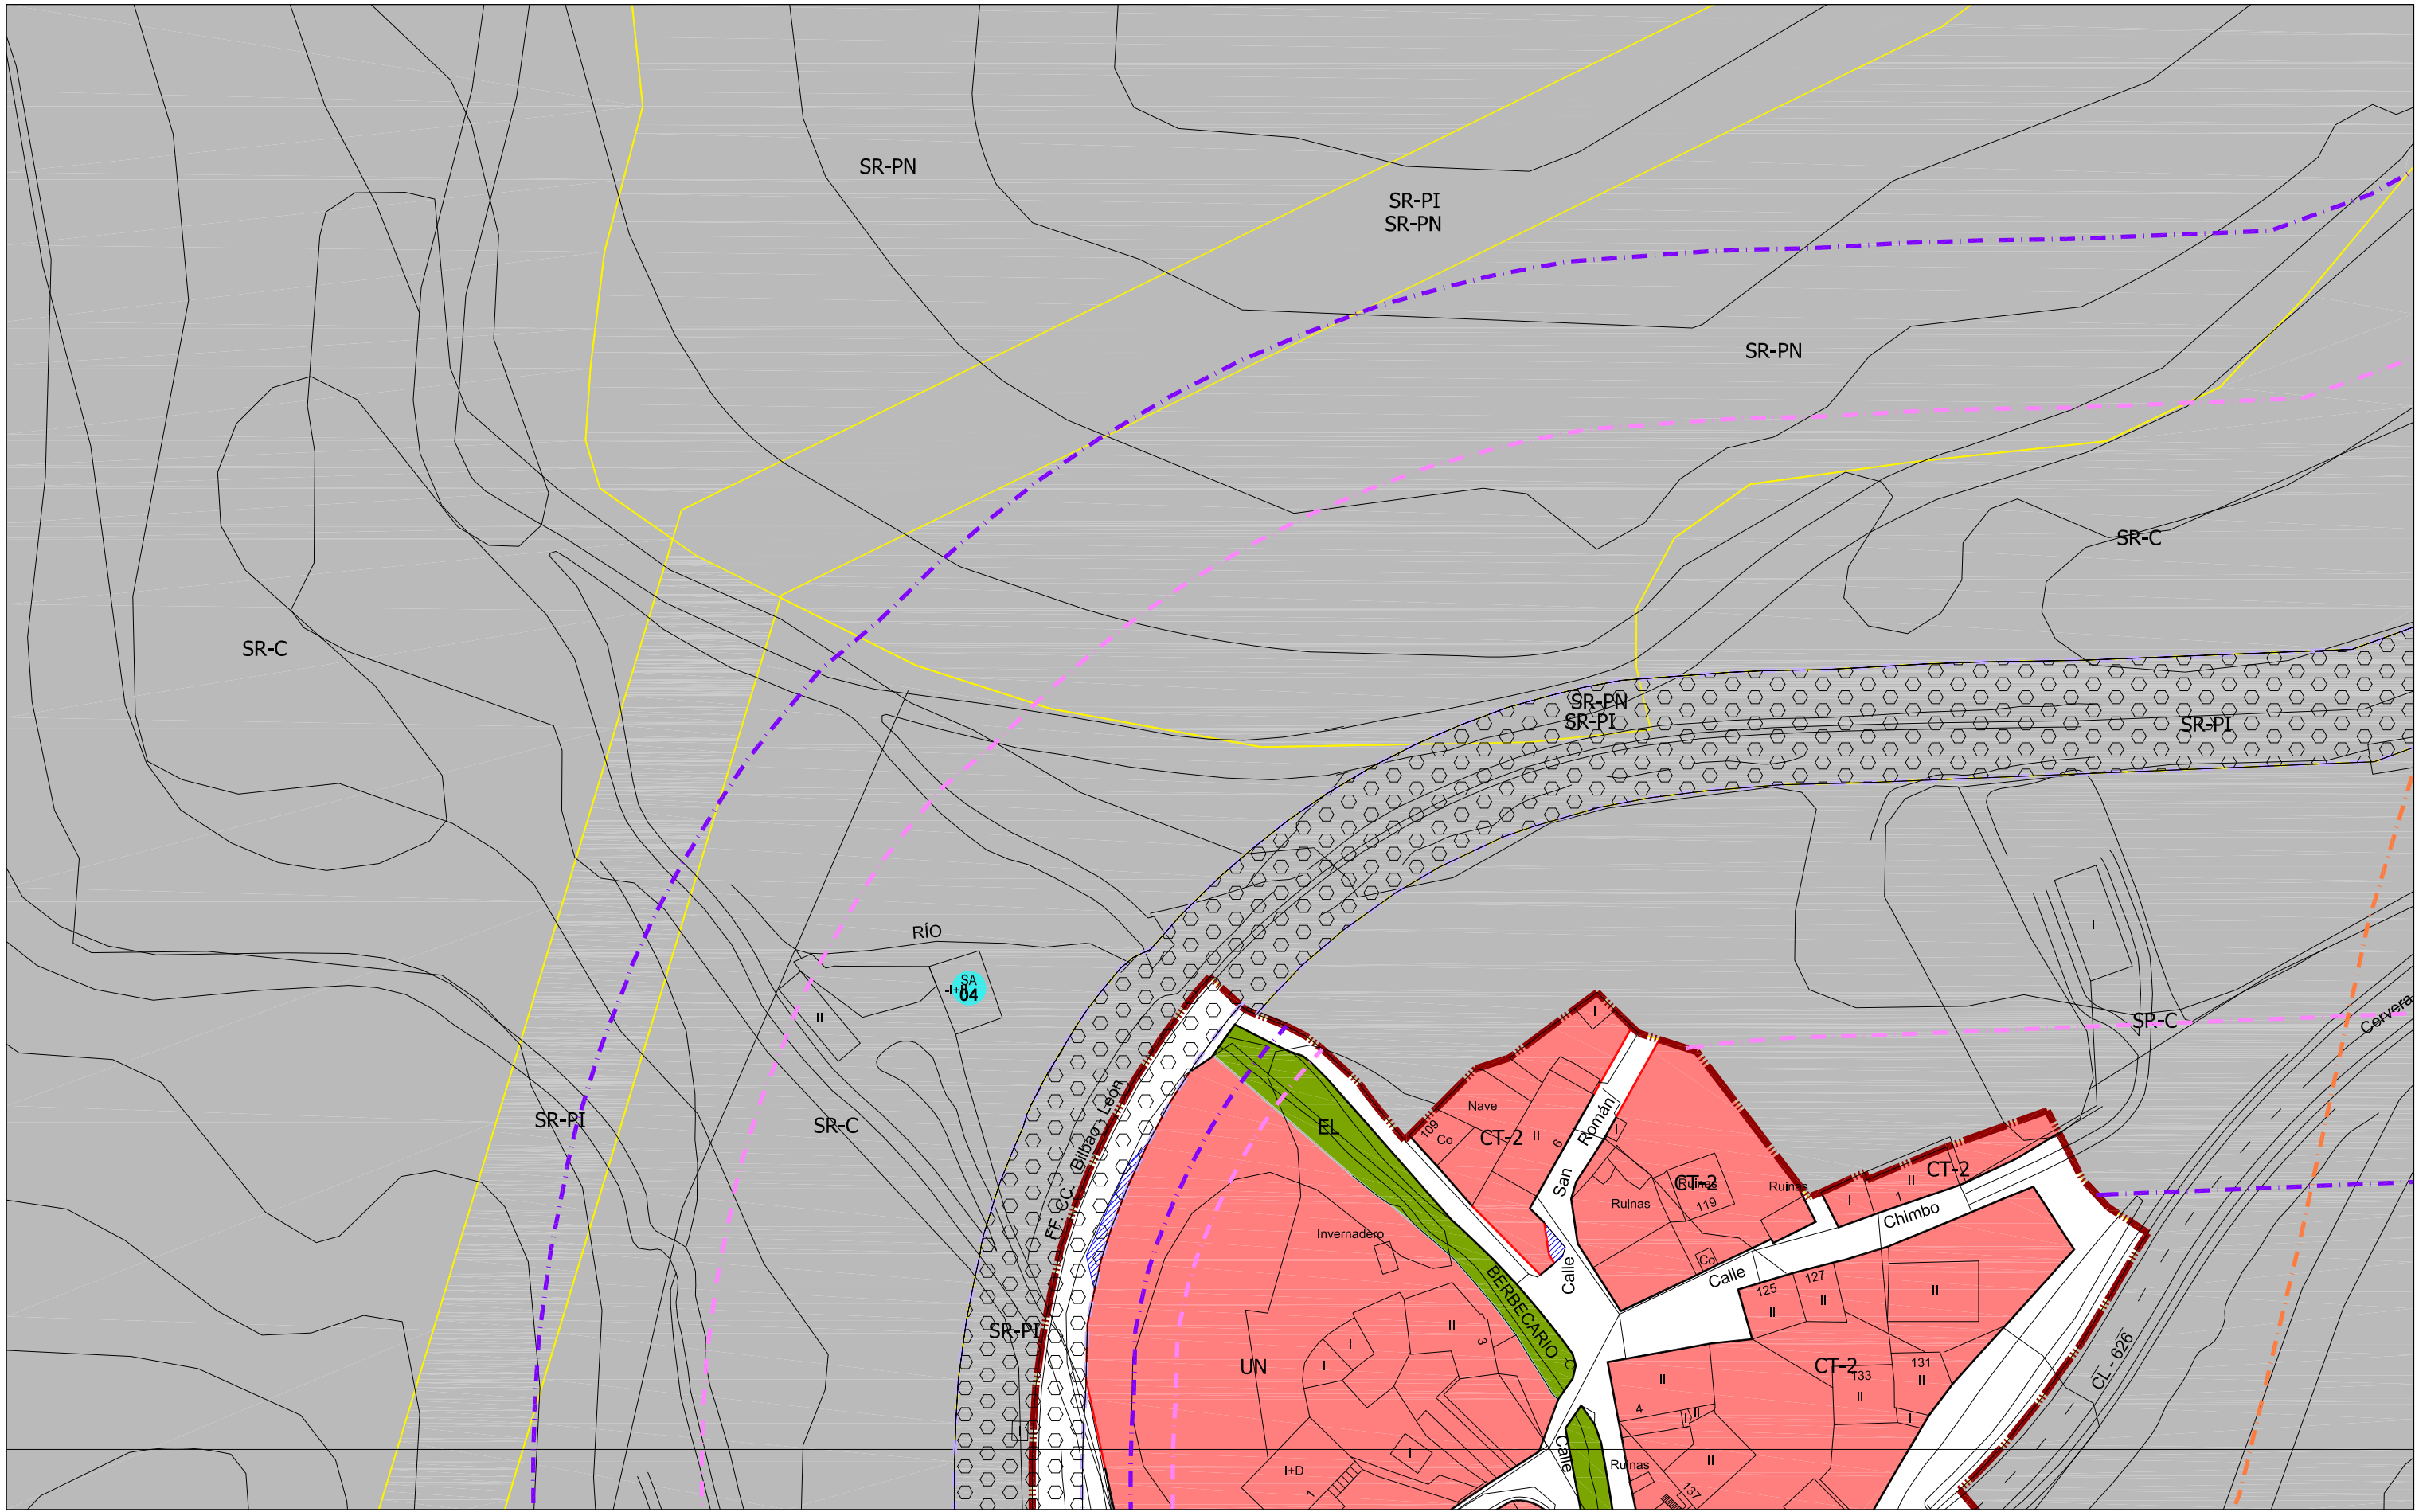 SR-PN
SR-PI
SR-PN
SR-PN
SR-C
SR-C
SR-PN
SR-PI
SR-PI
RÍO
SA
04
II
I
Cervera
SR-C
SR-PI
SR-C
FF. CC. Bilbao - León
EL
Nave
109
Co
CT-2
II
6
I
San Román
Calle
I
CT-2
Ruinas
Ruinas
119
Ruinas
Co
CT-2
II
I
1
Calle Chimbo
Invernadero
BERBECARIO
125
II
127
II
II
SR-PI
UN
I
I
II
3
CT-2
133
II
131
II
I
CL - 626
II
4
I
II
II
Calle
Ruinas
137
I
I+D
1